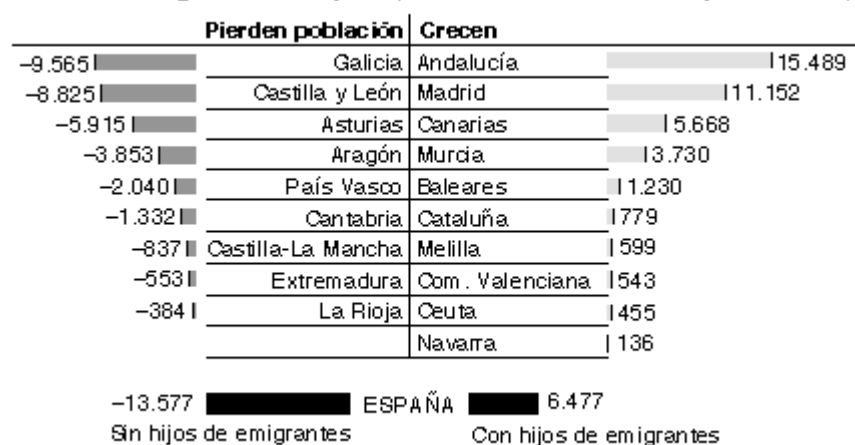 Pierden población Crecen
−9.565 Galicia Andalucía 15.489
−8.825 Castilla y León Madrid 11.152
−5.915 Asturias Canarias 5.668
−3.853 Aragón Murcia 3.730
−2.040 País Vasco Baleares 1.230
−1.332 Cantabria Cataluña 779
−837 Castilla-La Mancha Melilla 599
−553 Extremadura Com. Valenciana 543
−384 La Rioja Ceuta 455
Navarra 136
−13.577 ESPAÑA 6.477
Sin hijos de emigrantes Con hijos de emigrantes